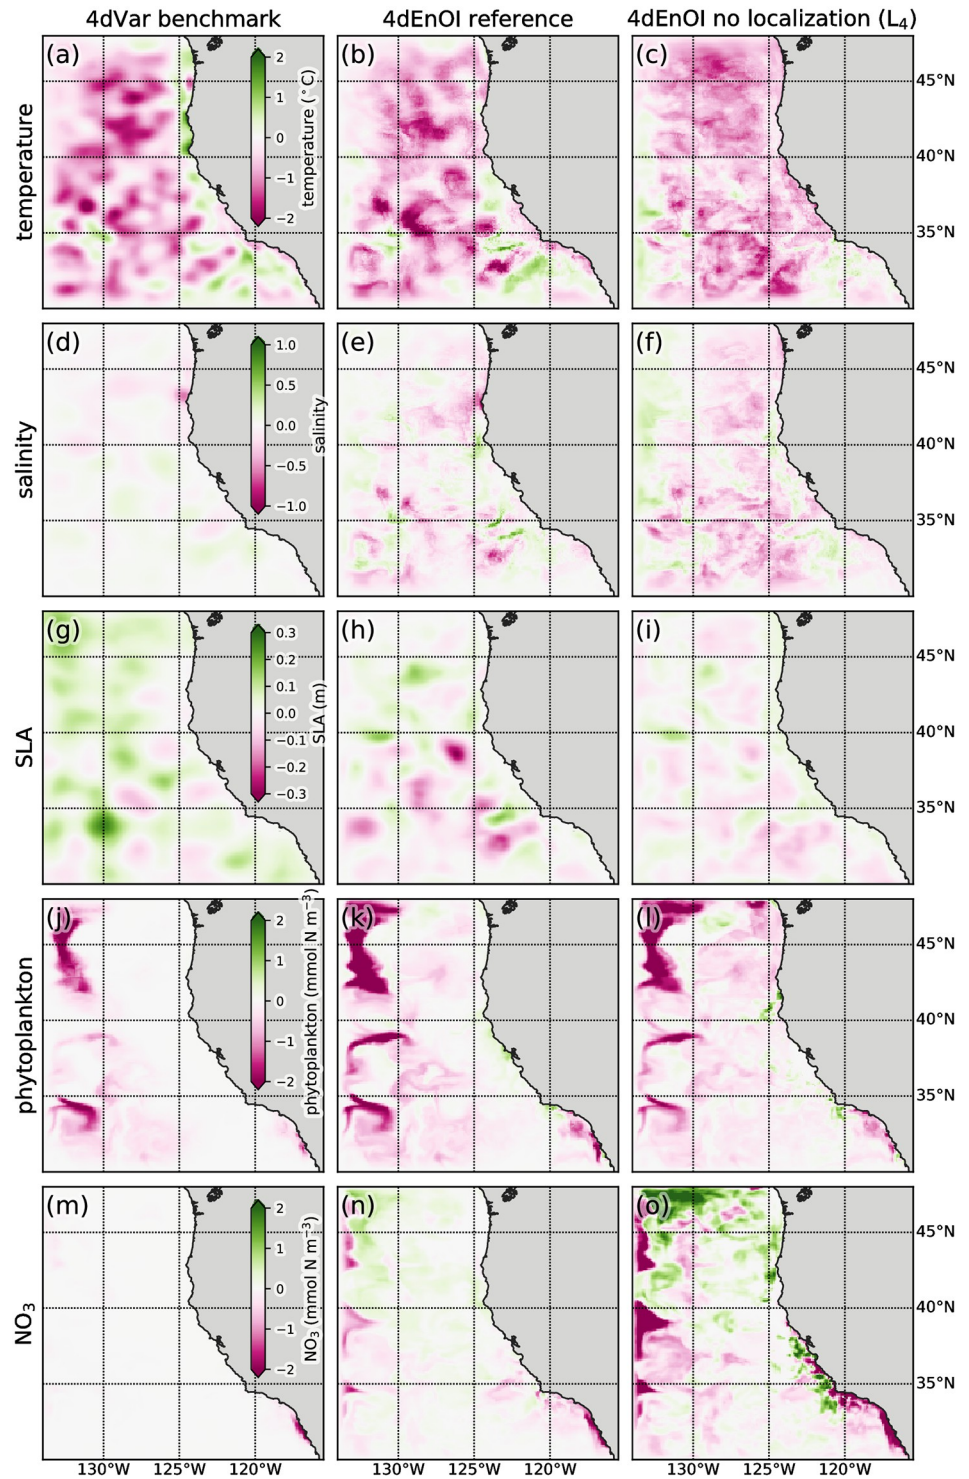 4dVar benchmark 4dEnOI reference 4dEnOI no localization (L₄)
temperature
(a) (b) (c)
2
1
0
−1
−2
temperature (°C)
45°N
40°N
35°N
salinity
(d) (e) (f)
1.0
0.5
0.0
−0.5
−1.0
salinity
45°N
40°N
35°N
SLA
(g) (h) (i)
0.3
0.2
0.1
0.0
−0.1
−0.2
−0.3
SLA (m)
45°N
40°N
35°N
phytoplankton
(j) (k) (l)
2
1
0
−1
−2
phytoplankton (mmol N m⁻³)
45°N
40°N
35°N
NO₃
(m) (n) (o)
2
1
0
−1
−2
NO₃ (mmol N m⁻³)
45°N
40°N
35°N
130°W 125°W 120°W 130°W 125°W 120°W 130°W 125°W 120°W